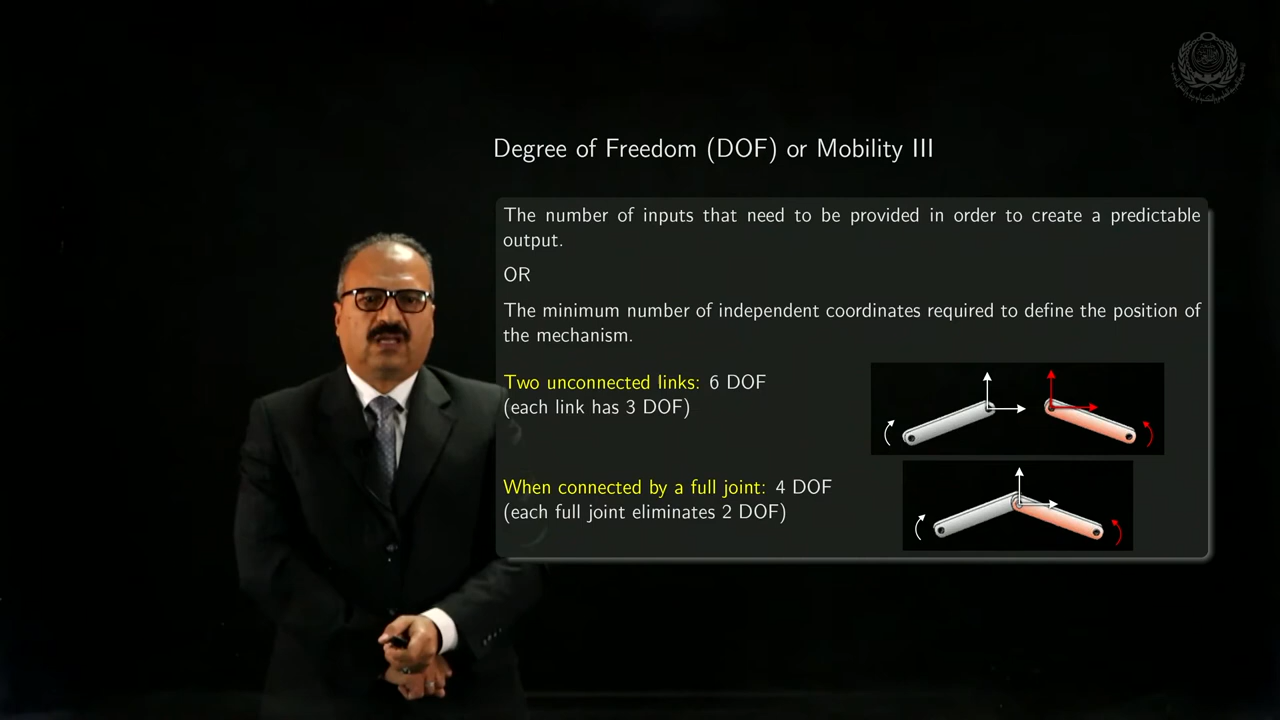 Degree of Freedom (DOF) or Mobility III
The number of inputs that need to be provided in order to create a predictable
output.
OR
The minimum number of independent coordinates required to define the position of
the mechanism.
Two unconnected links: 6 DOF
(each link has 3 DOF)
When connected by a full joint: 4 DOF
(each full joint eliminates 2 DOF)